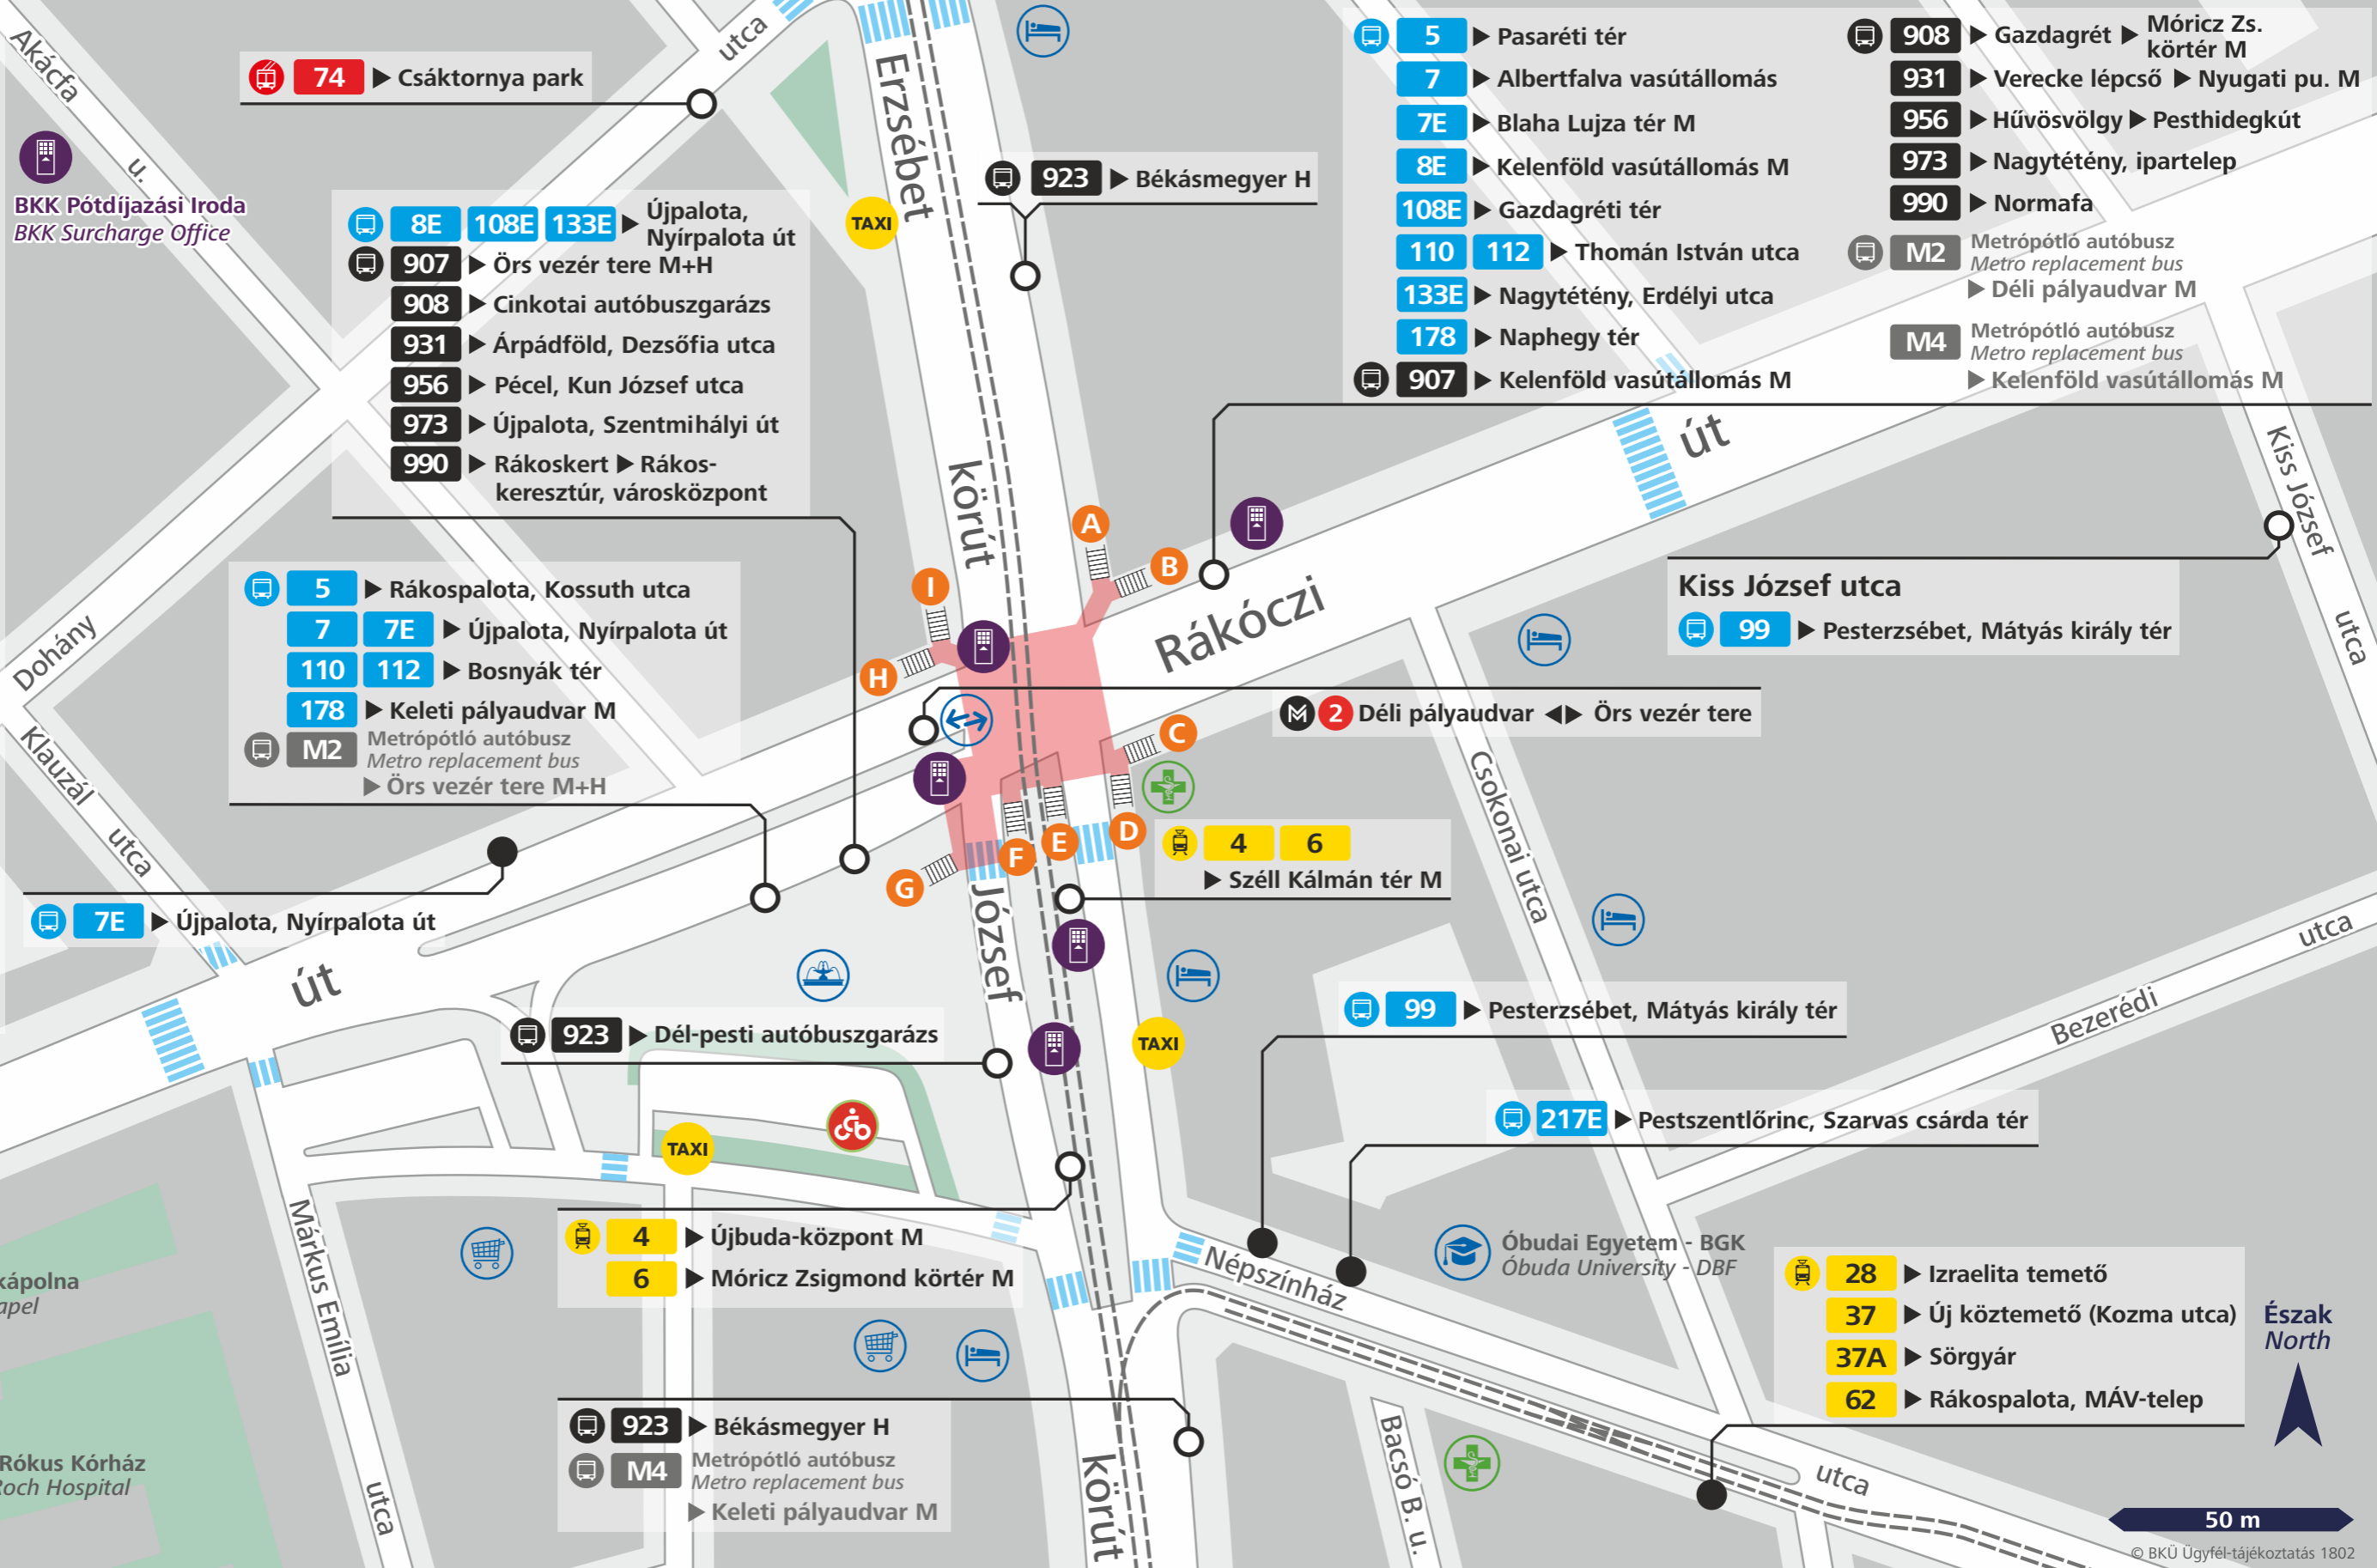 Akácfa
u.
74 Csáktornya park
utca
Erzsébet
BKK Pótdíjazási Iroda
BKK Surcharge Office
TAXI
923 Békásmegyer H
8E 108E 133E Újpalota,
Nyírpalota út
907 Örs vezér tere M+H
908 Cinkotai autóbuszgarázs
931 Árpádföld, Dezsőfia utca
956 Pécel, Kun József utca
973 Újpalota, Szentmihályi út
990 Rákoskert Rákos-
keresztúr, városközpont
5 Pasaréti tér
7 Albertfalva vasútállomás
7E Blaha Lujza tér M
8E Kelenföld vasútállomás M
108E Gazdagréti tér
110 112 Thomán István utca
133E Nagytétény, Erdélyi utca
178 Naphegy tér
907 Kelenföld vasútállomás M
908 Gazdagrét Móricz Zs.
körtér M
931 Verecke lépcső Nyugati pu. M
956 Hűvösvölgy Pesthidegkút
973 Nagytétény, ipartelep
990 Normafa
M2 Metrópótló autóbusz
Metro replacement bus
Déli pályaudvar M
M4 Metrópótló autóbusz
Metro replacement bus
Kelenföld vasútállomás M
körút
út
Kiss József
utca
A
B
I
H
Rákóczi
Kiss József utca
99 Pesterzsébet, Mátyás király tér
5 Rákospalota, Kossuth utca
7 7E Újpalota, Nyírpalota út
110 112 Bosnyák tér
178 Keleti pályaudvar M
M2 Metrópótló autóbusz
Metro replacement bus
Örs vezér tere M+H
Dohány
Klauzál
utca
M 2 Déli pályaudvar Örs vezér tere
C
D
E
F
G
4 6
Széll Kálmán tér M
Csokonai utca
7E Újpalota, Nyírpalota út
út
József
utca
Bezerédi
923 Dél-pesti autóbuszgarázs
TAXI
99 Pesterzsébet, Mátyás király tér
217E Pestszentlőrinc, Szarvas csárda tér
TAXI
Márkus Emília
utca
4 Újbuda-központ M
6 Móricz Zsigmond körtér M
Népszínház
utca
Óbudai Egyetem - BGK
Óbuda University - DBF
28 Izraelita temető
37 Új köztemető (Kozma utca)
37A Sörgyár
62 Rákospalota, MÁV-telep
Észak
North
kápolna
apel
Rókus Kórház
Roch Hospital
923 Békásmegyer H
M4 Metrópótló autóbusz
Metro replacement bus
Keleti pályaudvar M
körút
Bacsó B. u.
50 m
© BKÜ Ügyfél-tájékoztatás 1802